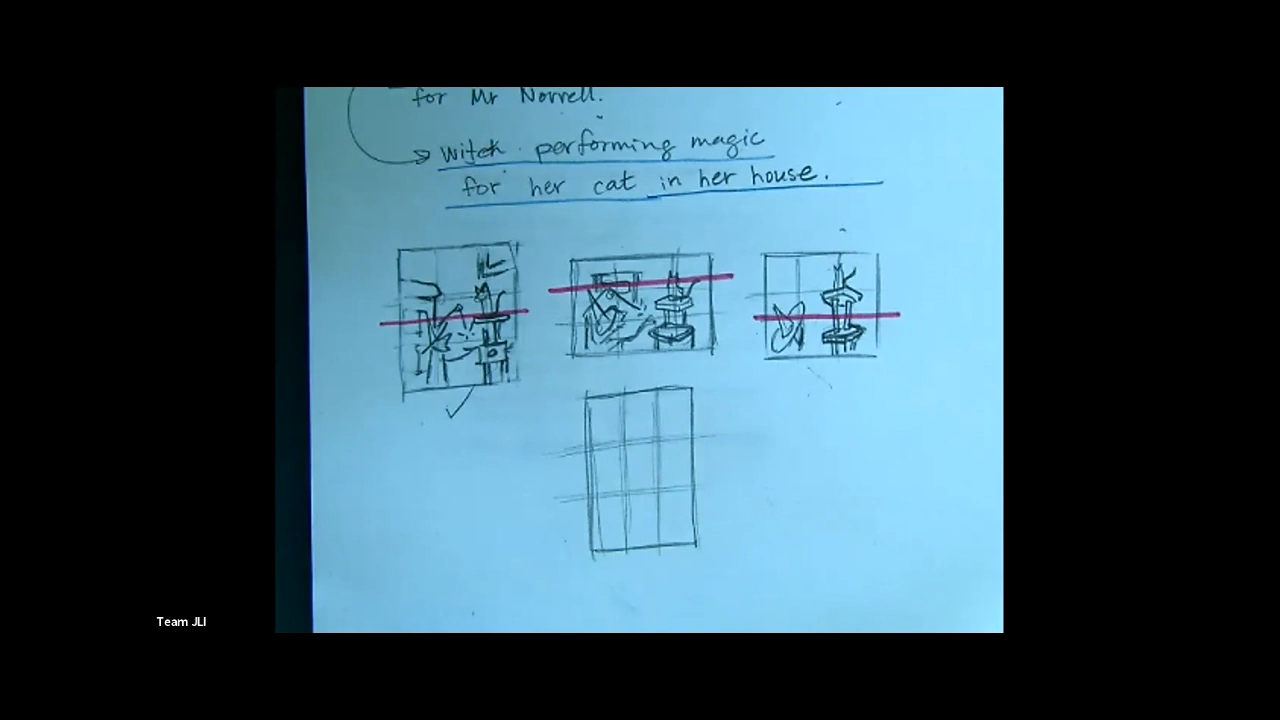 for Mr Norrell.
witch performing magic
for her cat in her house.
Team JLI